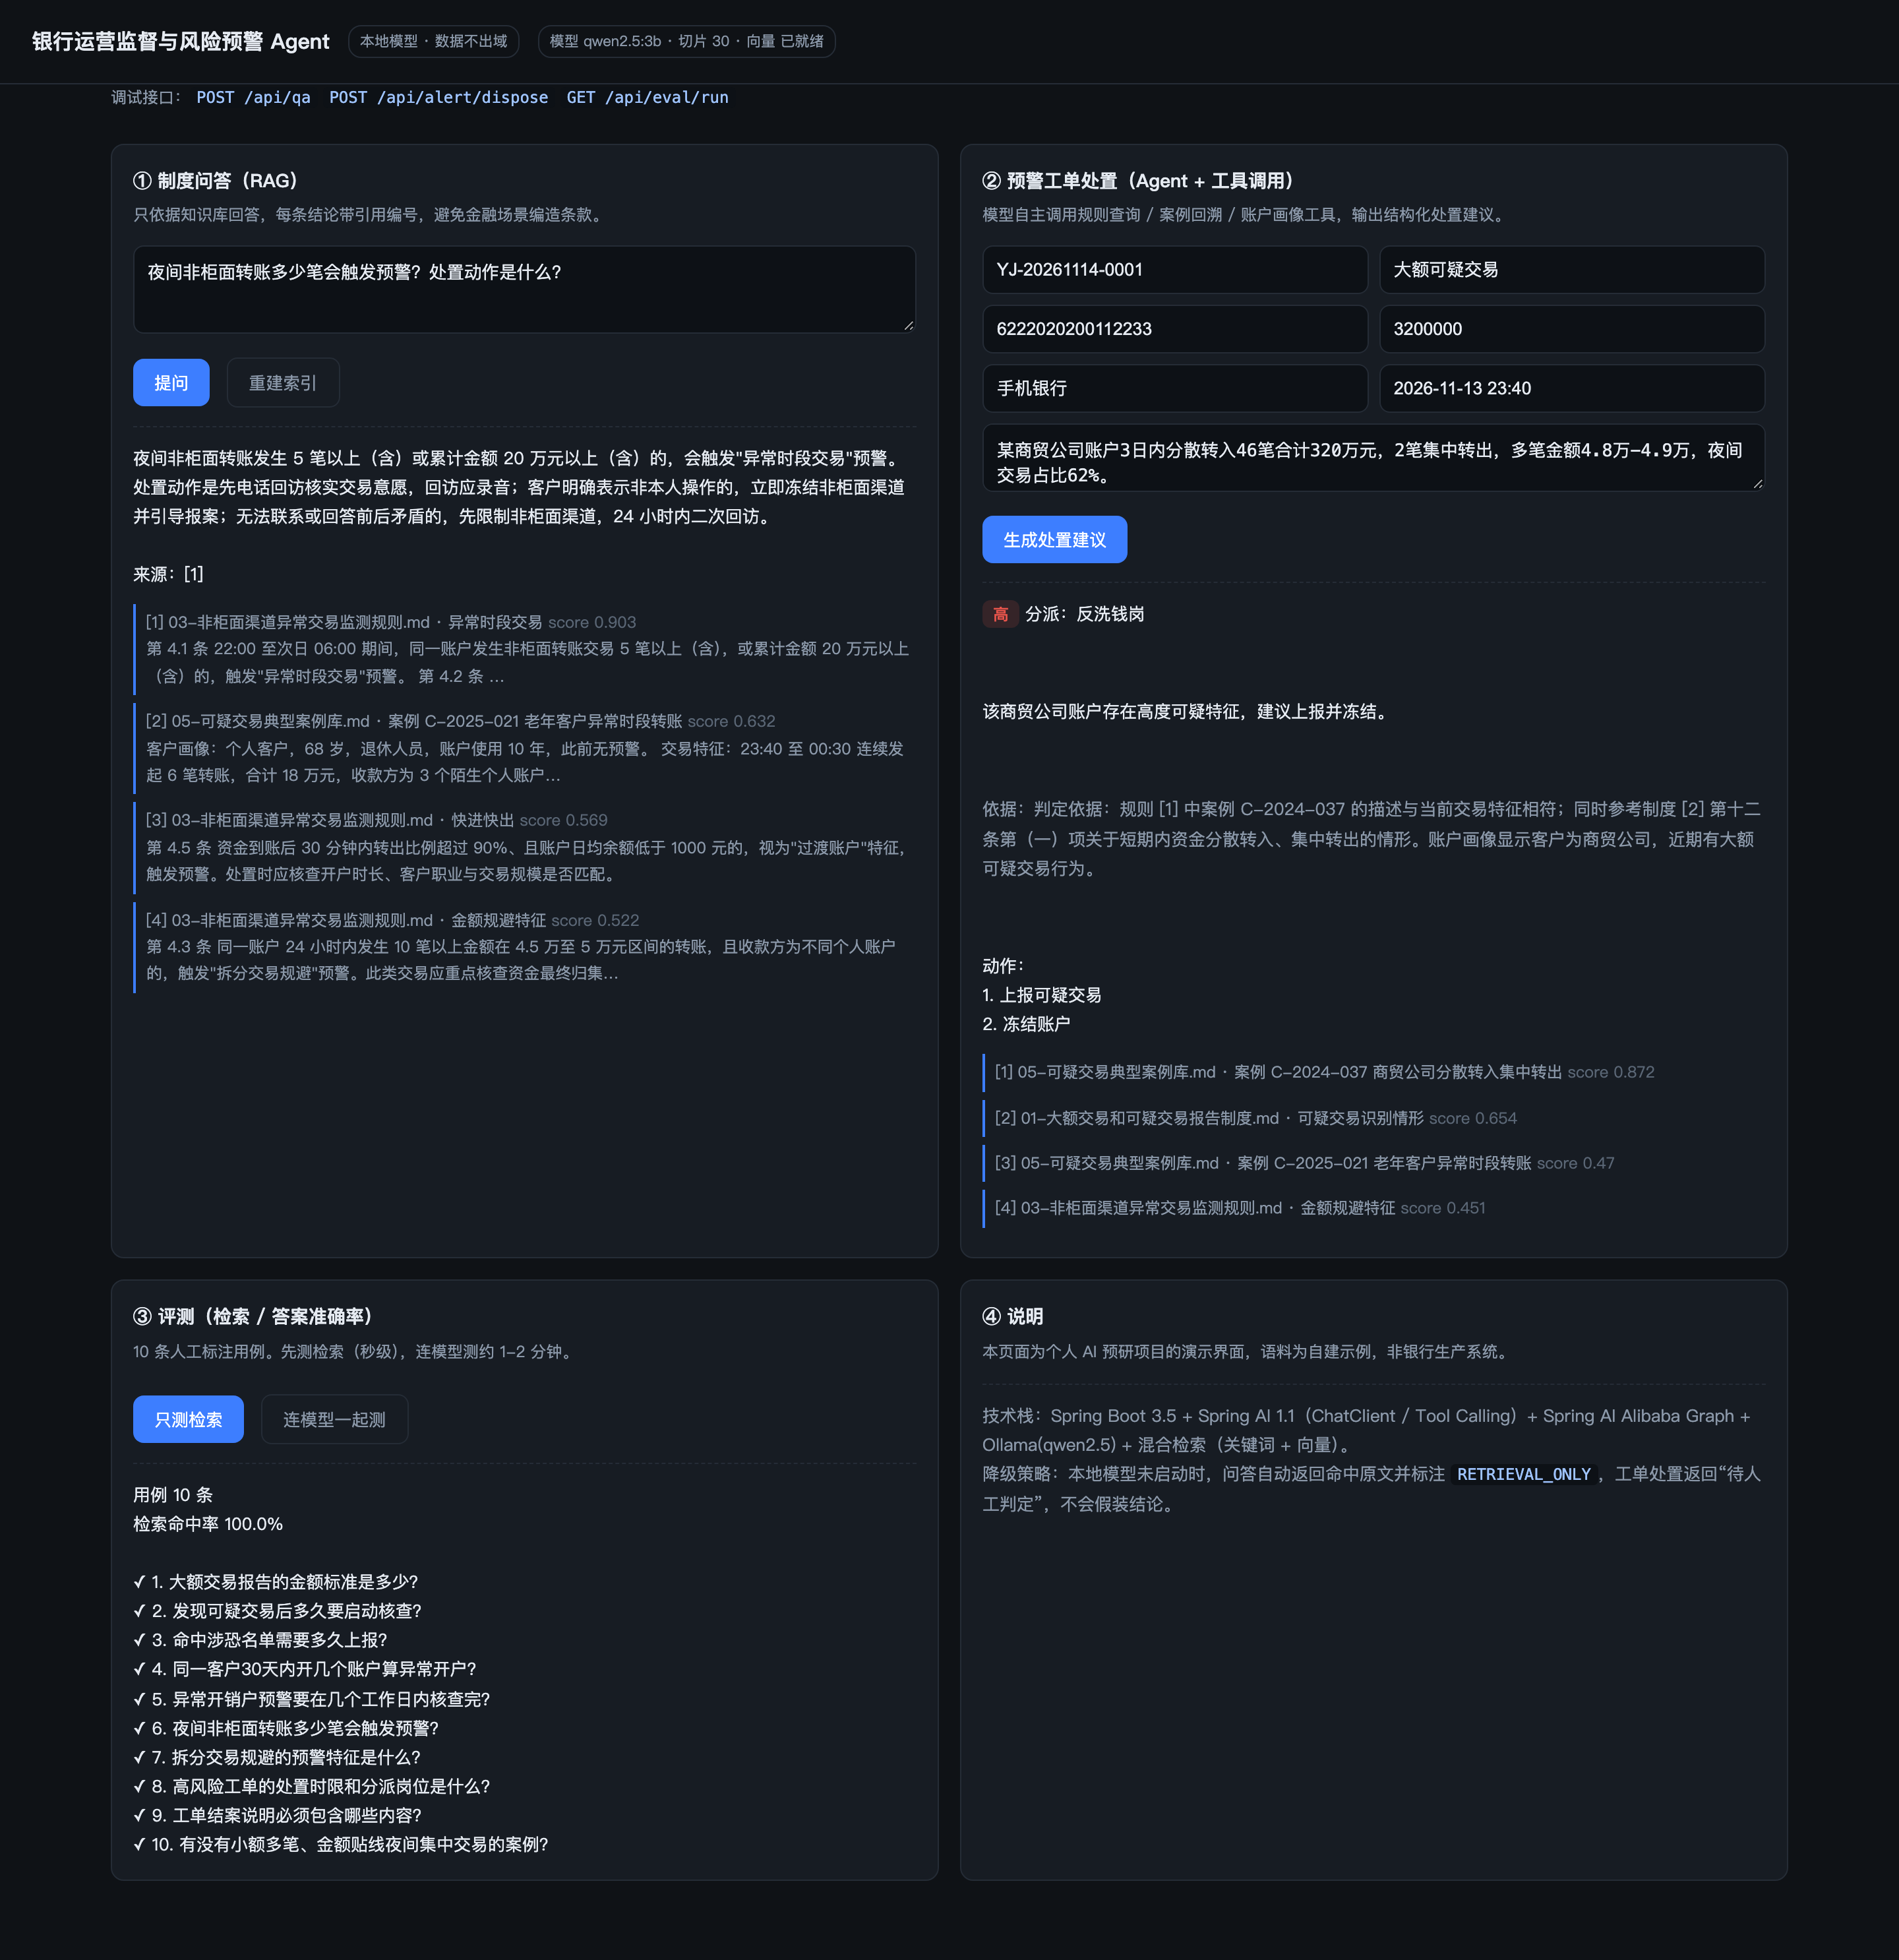 银行运营监督与风险预警 Agent
本地模型 · 数据不出域
模型 qwen2.5:3b · 切片 30 · 向量 已就绪
调试接口： POST /api/qa POST /api/alert/dispose GET /api/eval/run
① 制度问答（RAG）
只依据知识库回答，每条结论带引用编号，避免金融场景编造条款。
夜间非柜面转账多少笔会触发预警？处置动作是什么？
提问
重建索引
夜间非柜面转账发生 5 笔以上（含）或累计金额 20 万元以上（含）的，会触发"异常时段交易"预警。
处置动作是先电话回访核实交易意愿，回访应录音；客户明确表示非本人操作的，立即冻结非柜面渠道
并引导报案；无法联系或回答前后矛盾的，先限制非柜面渠道，24 小时内二次回访。
来源：[1]
[1] 03-非柜面渠道异常交易监测规则.md · 异常时段交易 score 0.903
第 4.1 条 22:00 至次日 06:00 期间，同一账户发生非柜面转账交易 5 笔以上（含），或累计金额 20 万元以上
（含）的，触发"异常时段交易"预警。 第 4.2 条 …
[2] 05-可疑交易典型案例库.md · 案例 C-2025-021 老年客户异常时段转账 score 0.632
客户画像：个人客户，68 岁，退休人员，账户使用 10 年，此前无预警。 交易特征：23:40 至 00:30 连续发
起 6 笔转账，合计 18 万元，收款方为 3 个陌生个人账户…
[3] 03-非柜面渠道异常交易监测规则.md · 快进快出 score 0.569
第 4.5 条 资金到账后 30 分钟内转出比例超过 90%、且账户日均余额低于 1000 元的，视为"过渡账户"特征，
触发预警。处置时应核查开户时长、客户职业与交易规模是否匹配。
[4] 03-非柜面渠道异常交易监测规则.md · 金额规避特征 score 0.522
第 4.3 条 同一账户 24 小时内发生 10 笔以上金额在 4.5 万至 5 万元区间的转账，且收款方为不同个人账户
的，触发"拆分交易规避"预警。此类交易应重点核查资金最终归集…
② 预警工单处置（Agent + 工具调用）
模型自主调用规则查询 / 案例回溯 / 账户画像工具，输出结构化处置建议。
YJ-20261114-0001
大额可疑交易
6222020200112233
3200000
手机银行
2026-11-13 23:40
某商贸公司账户3日内分散转入46笔合计320万元，2笔集中转出，多笔金额4.8万-4.9万，夜间
交易占比62%。
生成处置建议
高 分派：反洗钱岗
该商贸公司账户存在高度可疑特征，建议上报并冻结。
依据：判定依据：规则 [1] 中案例 C-2024-037 的描述与当前交易特征相符；同时参考制度 [2] 第十二
条第（一）项关于短期内资金分散转入、集中转出的情形。账户画像显示客户为商贸公司，近期有大额
可疑交易行为。
动作：
1. 上报可疑交易
2. 冻结账户
[1] 05-可疑交易典型案例库.md · 案例 C-2024-037 商贸公司分散转入集中转出 score 0.872
[2] 01-大额交易和可疑交易报告制度.md · 可疑交易识别情形 score 0.654
[3] 05-可疑交易典型案例库.md · 案例 C-2025-021 老年客户异常时段转账 score 0.47
[4] 03-非柜面渠道异常交易监测规则.md · 金额规避特征 score 0.451
③ 评测（检索 / 答案准确率）
10 条人工标注用例。先测检索（秒级），连模型测约 1-2 分钟。
只测检索
连模型一起测
用例 10 条
检索命中率 100.0%
✓ 1. 大额交易报告的金额标准是多少？
✓ 2. 发现可疑交易后多久要启动核查？
✓ 3. 命中涉恐名单需要多久上报？
✓ 4. 同一客户30天内开几个账户算异常开户？
✓ 5. 异常开销户预警要在几个工作日内核查完？
✓ 6. 夜间非柜面转账多少笔会触发预警？
✓ 7. 拆分交易规避的预警特征是什么？
✓ 8. 高风险工单的处置时限和分派岗位是什么？
✓ 9. 工单结案说明必须包含哪些内容？
✓ 10. 有没有小额多笔、金额贴线夜间集中交易的案例？
④ 说明
本页面为个人 AI 预研项目的演示界面，语料为自建示例，非银行生产系统。
技术栈：Spring Boot 3.5 + Spring AI 1.1（ChatClient / Tool Calling）+ Spring AI Alibaba Graph +
Ollama(qwen2.5) + 混合检索（关键词 + 向量）。
降级策略：本地模型未启动时，问答自动返回命中原文并标注 RETRIEVAL_ONLY ，工单处置返回“待人
工判定”，不会假装结论。